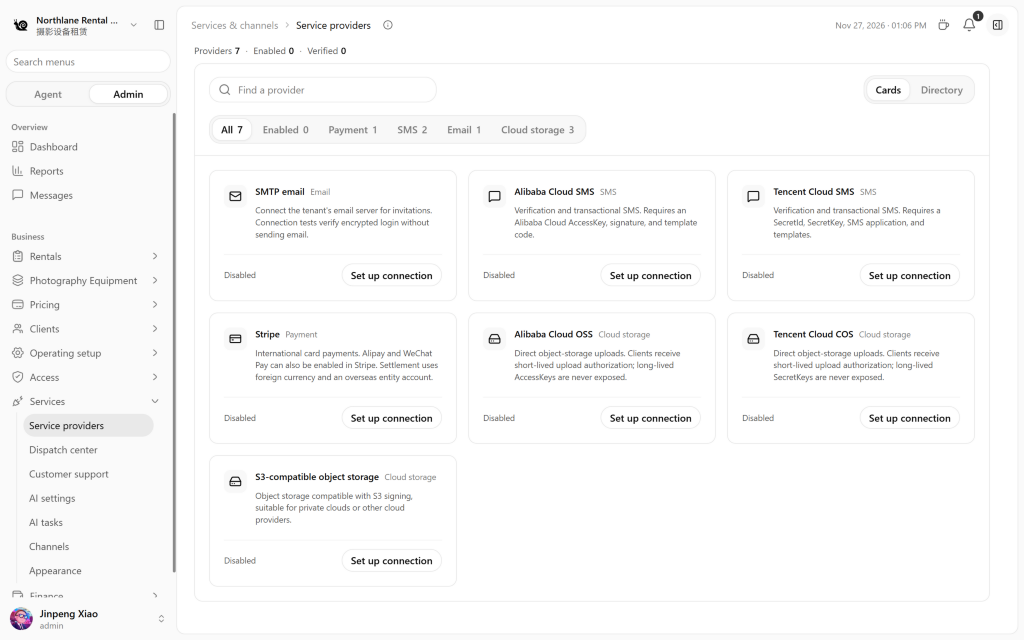 Northlane Rental ...
摄影设备租赁
Search menus
Agent
Admin
Overview
Dashboard
Reports
Messages
Business
Rentals
Photography Equipment
Pricing
Clients
Operating setup
Access
Services
Service providers
Dispatch center
Customer support
AI settings
AI tasks
Channels
Appearance
Finance
Jinpeng Xiao
admin
Services & channels > Service providers
Nov 27, 2026 · 01:06 PM
1
Providers 7 · Enabled 0 · Verified 0
Find a provider
Cards
Directory
All 7
Enabled 0
Payment 1
SMS 2
Email 1
Cloud storage 3
SMTP email Email
Connect the tenant's email server for invitations.
Connection tests verify encrypted login without
sending email.
Disabled
Set up connection
Alibaba Cloud SMS SMS
Verification and transactional SMS. Requires an
Alibaba Cloud AccessKey, signature, and template
code.
Disabled
Set up connection
Tencent Cloud SMS SMS
Verification and transactional SMS. Requires a
SecretId, SecretKey, SMS application, and
templates.
Disabled
Set up connection
Stripe Payment
International card payments. Alipay and WeChat
Pay can also be enabled in Stripe. Settlement uses
foreign currency and an overseas entity account.
Disabled
Set up connection
Alibaba Cloud OSS Cloud storage
Direct object-storage uploads. Clients receive
short-lived upload authorization; long-lived
AccessKeys are never exposed.
Disabled
Set up connection
Tencent Cloud COS Cloud storage
Direct object-storage uploads. Clients receive
short-lived upload authorization; long-lived
SecretKeys are never exposed.
Disabled
Set up connection
S3-compatible object storage Cloud storage
Object storage compatible with S3 signing,
suitable for private clouds or other cloud
providers.
Disabled
Set up connection